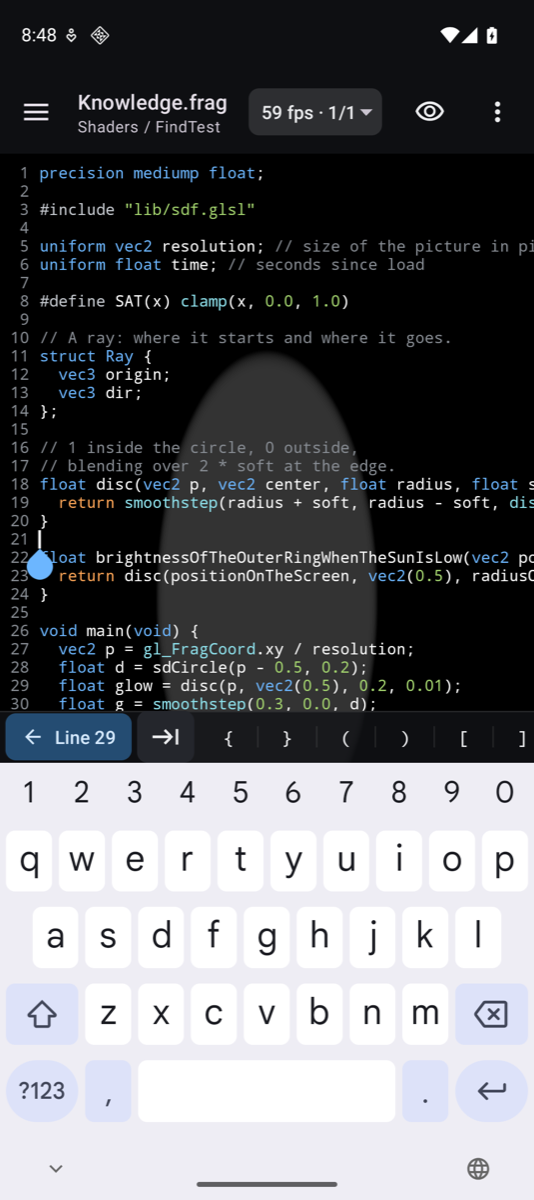 8:48
Knowledge.frag
Shaders / FindTest
59 fps · 1/1
1 precision mediump float;
2
3 #include "lib/sdf.glsl"
4
5 uniform vec2 resolution; // size of the picture in pi
6 uniform float time; // seconds since load
7
8 #define SAT(x) clamp(x, 0.0, 1.0)
9
10 // A ray: where it starts and where it goes.
11 struct Ray {
12   vec3 origin;
13   vec3 dir;
14 };
15
16 // 1 inside the circle, 0 outside,
17 // blending over 2 * soft at the edge.
18 float disc(vec2 p, vec2 center, float radius, float s
19   return smoothstep(radius + soft, radius - soft, dis
20 }
21
22 float brightnessOfTheOuterRingWhenTheSunIsLow(vec2 po
23   return disc(positionOnTheScreen, vec2(0.5), radiusO
24 }
25
26 void main(void) {
27   vec2 p = gl_FragCoord.xy / resolution;
28   float d = sdCircle(p - 0.5, 0.2);
29   float glow = disc(p, vec2(0.5), 0.2, 0.01);
30   float g = smoothstep(0.3, 0.0, d);
← Line 29 →| { } ( ) [ ]
1 2 3 4 5 6 7 8 9 0
q w e r t y u i o p
a s d f g h j k l
z x c v b n m
?123 , .